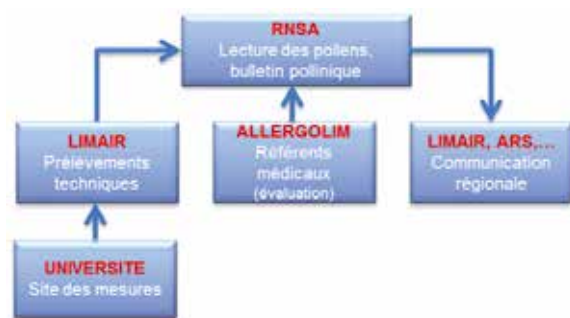 RNSA
Lecture des pollens,
bulletin pollinique
LIMAIR
Prélèvements
techniques
ALLERGOLIM
Référents
médicaux
(évaluation)
LIMAIR, ARS,...
Communication
régionale
UNIVERSITE
Site des mesures